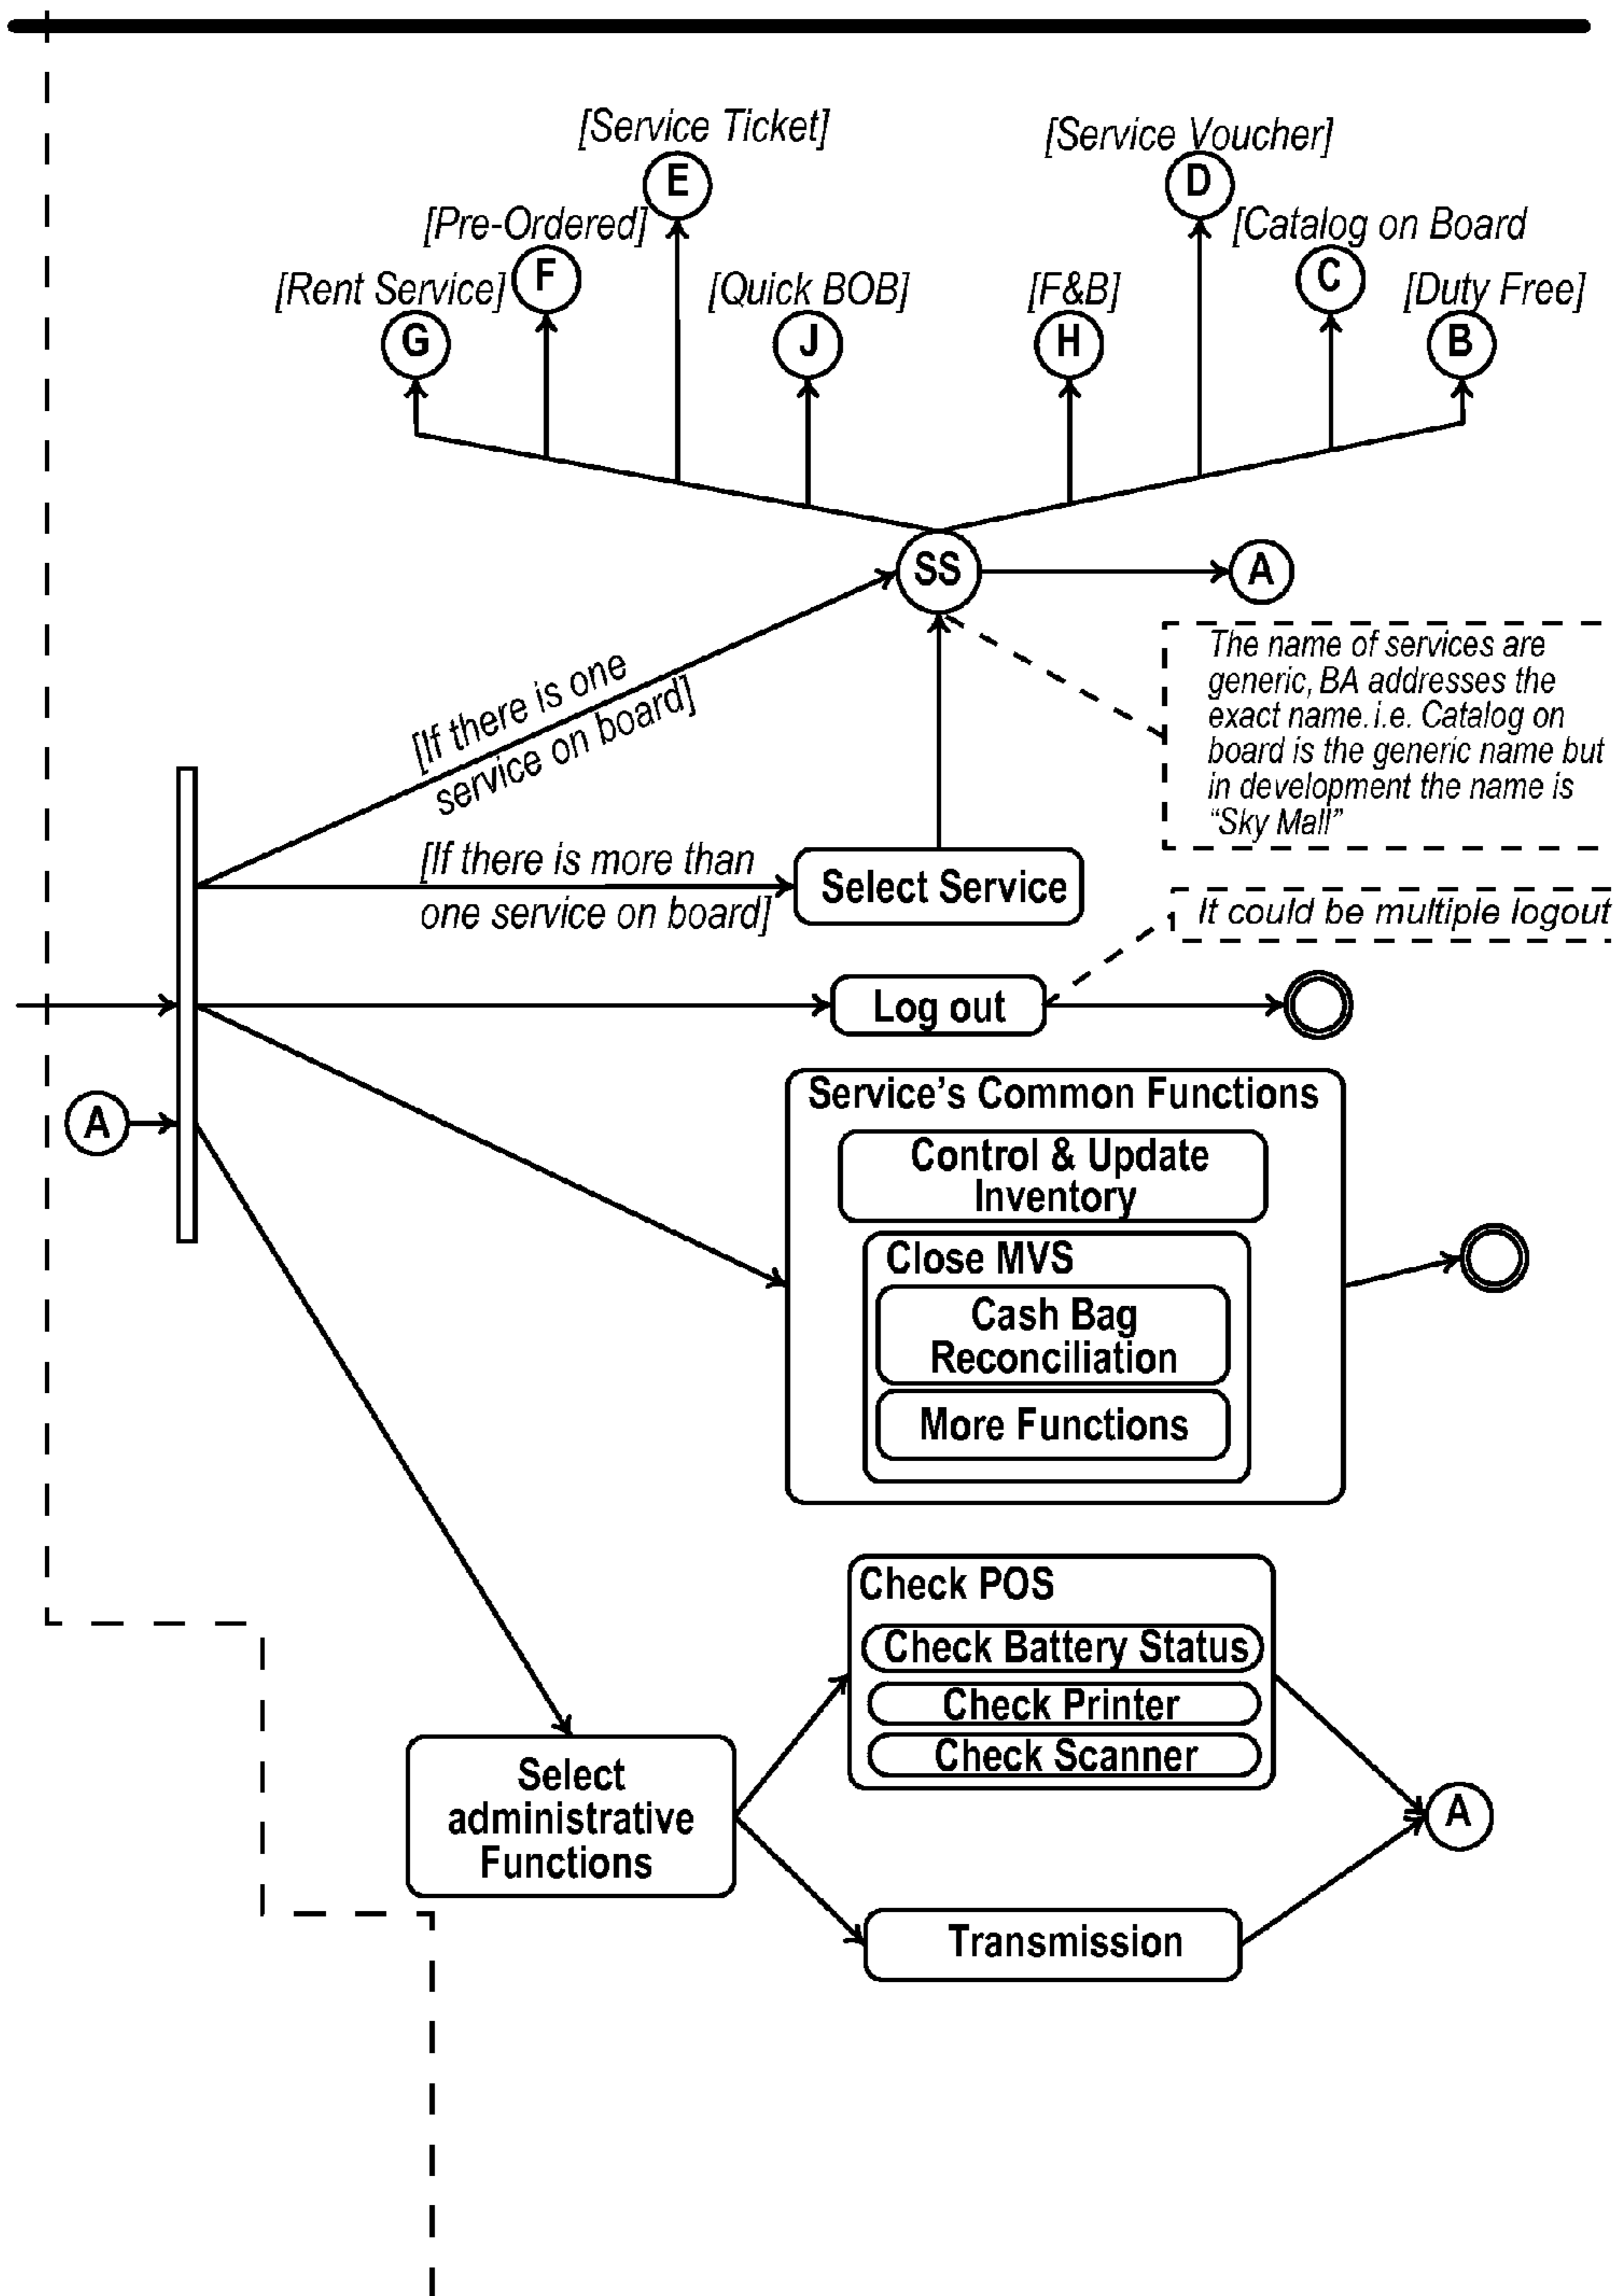 [Service Ticket]
[Service Voucher]
E
D
[Pre-Ordered]
[Catalog on Board
F
C
[Rent Service]
[Quick BOB]
[F&B]
[Duty Free]
G
J
H
B
SS
A
The name of services are
generic, BA addresses the
exact name. i.e. Catalog on
board is the generic name but
in development the name is
“Sky Mall”
[If there is one
service on board]
[If there is more than
one service on board]
Select Service
It could be multiple logout
Log out
A
Service's Common Functions
Control & Update
Inventory
Close MVS
Cash Bag
Reconciliation
More Functions
Check POS
Check Battery Status
Check Printer
Check Scanner
Select
administrative
Functions
A
Transmission